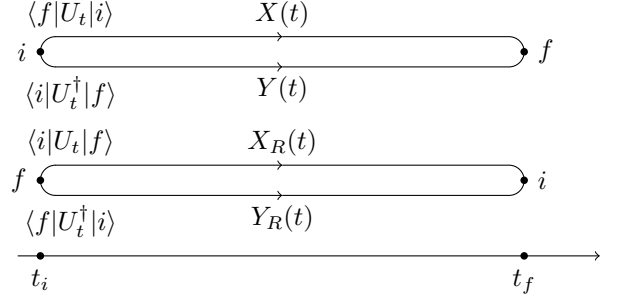 ⟨f|U_t|i⟩ X(t)
i f
⟨i|U_t^†|f⟩ Y(t)
⟨i|U_t|f⟩ X_R(t)
f i
⟨f|U_t^†|i⟩ Y_R(t)
t_i t_f